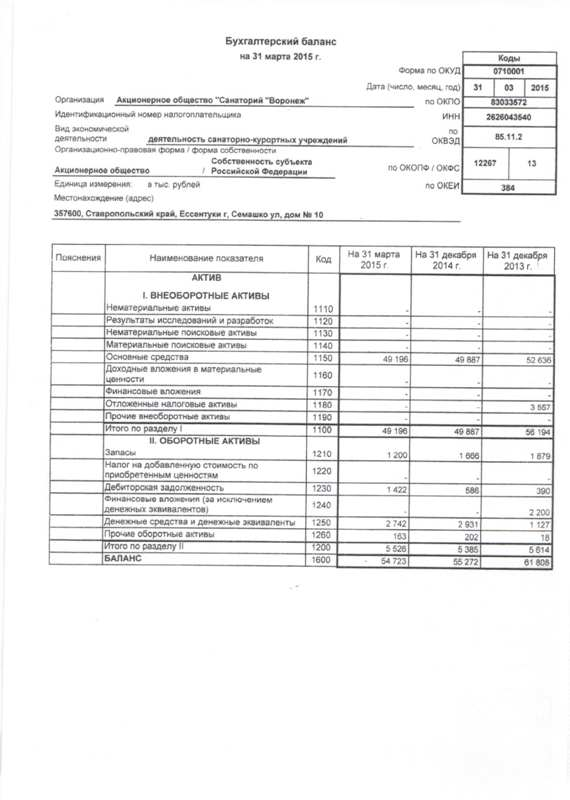 Бухгалтерский баланс
на 31 марта 2015 г.
Коды
Форма по ОКУД 0710001
Дата (число, месяц, год) 31 03 2015
Организация Акционерное общество "Санаторий "Воронеж" по ОКПО 83033572
Идентификационный номер налогоплательщика ИНН 2626043540
Вид экономической деятельности деятельность санаторно-курортных учреждений по ОКВЭД 85.11.2
Организационно-правовая форма / форма собственности
Акционерное общество / Собственность субъекта Российской Федерации по ОКОПФ / ОКФС 12267 13
Единица измерения: в тыс. рублей по ОКЕИ 384
Местонахождение (адрес)
357600, Ставропольский край, Ессентуки г, Семашко ул, дом № 10
Пояснения Наименование показателя Код На 31 марта 2015 г. На 31 декабря 2014 г. На 31 декабря 2013 г.
АКТИВ
I. ВНЕОБОРОТНЫЕ АКТИВЫ
Нематериальные активы 1110 - - -
Результаты исследований и разработок 1120 - - -
Нематериальные поисковые активы 1130 - - -
Материальные поисковые активы 1140 - - -
Основные средства 1150 49 196 49 887 52 636
Доходные вложения в материальные ценности 1160 - - -
Финансовые вложения 1170 - - -
Отложенные налоговые активы 1180 - - 3 557
Прочие внеоборотные активы 1190 - - -
Итого по разделу I 1100 49 196 49 887 56 194
II. ОБОРОТНЫЕ АКТИВЫ
Запасы 1210 1 200 1 666 1 879
Налог на добавленную стоимость по приобретенным ценностям 1220 - - -
Дебиторская задолженность 1230 1 422 586 390
Финансовые вложения (за исключением денежных эквивалентов) 1240 - - 2 200
Денежные средства и денежные эквиваленты 1250 2 742 2 931 1 127
Прочие оборотные активы 1260 163 202 18
Итого по разделу II 1200 5 526 5 385 5 614
БАЛАНС 1600 54 723 55 272 61 808